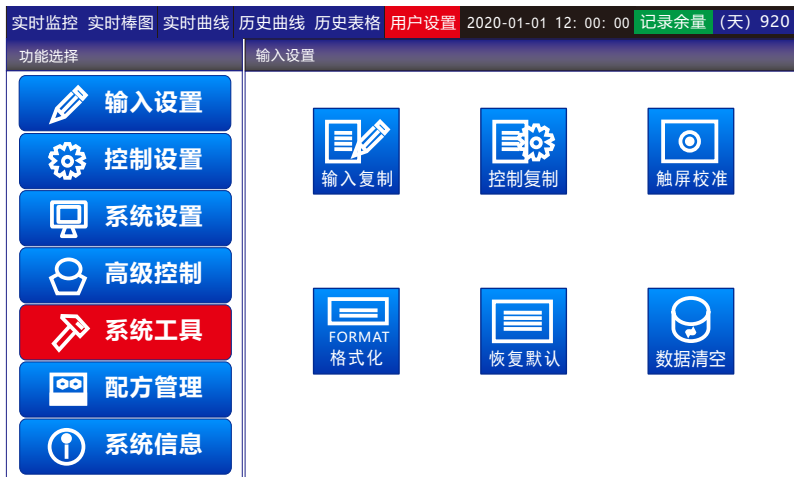 实时监控 实时棒图 实时曲线 历史曲线 历史表格 用户设置 2020-01-01 12: 00: 00 记录余量 (天) 920
功能选择
输入设置
输入设置
控制设置
系统设置
高级控制
系统工具
配方管理
系统信息
输入复制
控制复制
触屏校准
FORMAT
格式化
恢复默认
数据清空